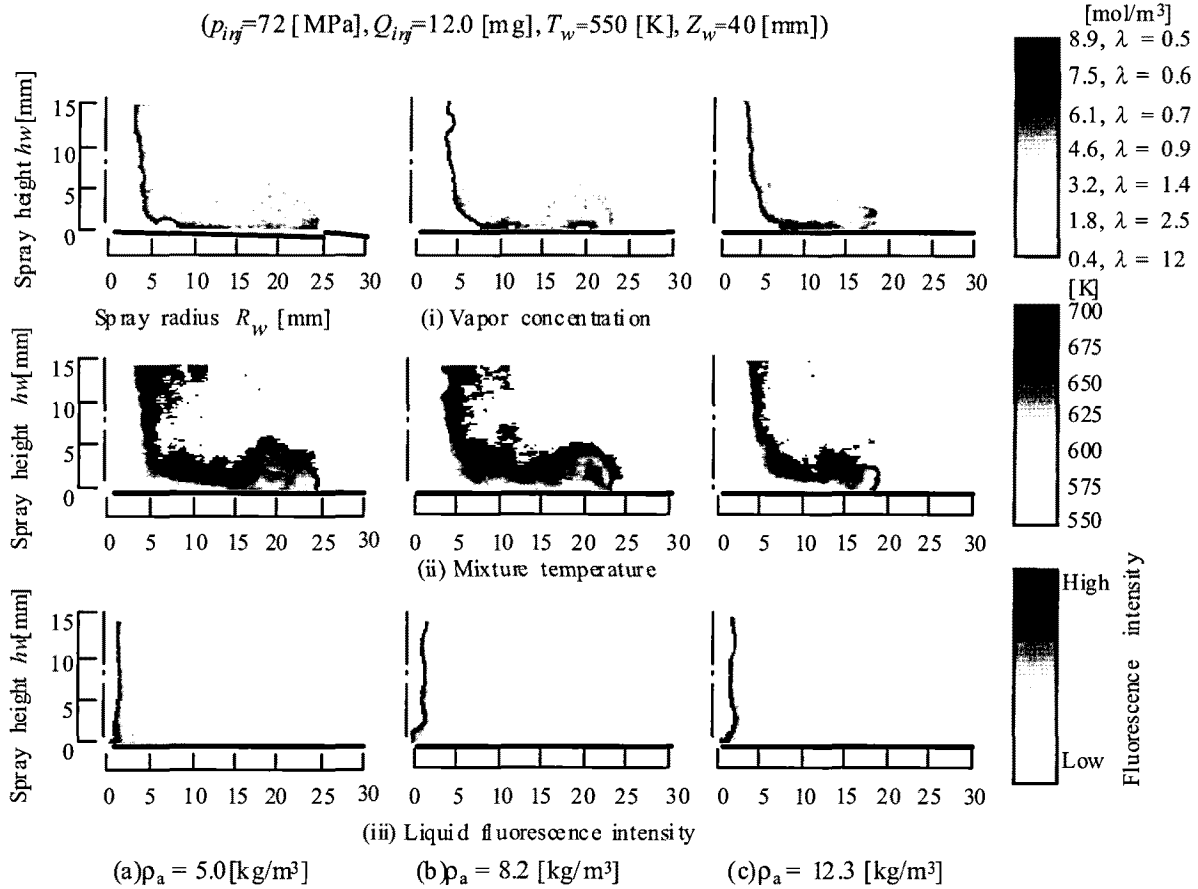 (p_inj=72 [MPa], Q_inj=12.0 [mg], T_w=550 [K], Z_w=40 [mm])
[mol/m³]
8.9, λ = 0.5
7.5, λ = 0.6
6.1, λ = 0.7
4.6, λ = 0.9
3.2, λ = 1.4
1.8, λ = 2.5
0.4, λ = 12
Spray height hw [mm]
15
10
5
0
0 5 10 15 20 25 30
0 5 10 15 20 25 30
0 5 10 15 20 25 30
Spray radius R_w [mm]
(i) Vapor concentration
[K]
700
675
650
625
600
575
550
Spray height hw [mm]
15
10
5
0
0 5 10 15 20 25 30
0 5 10 15 20 25 30
0 5 10 15 20 25 30
(ii) Mixture temperature
High
Low
Fluorescence intensity
Spray height hw [mm]
15
10
5
0
0 5 10 15 20 25 30
0 5 10 15 20 25 30
0 5 10 15 20 25 30
(iii) Liquid fluorescence intensity
(a)ρa = 5.0[kg/m³]
(b)ρa = 8.2 [kg/m³]
(c)ρa = 12.3 [kg/m³]